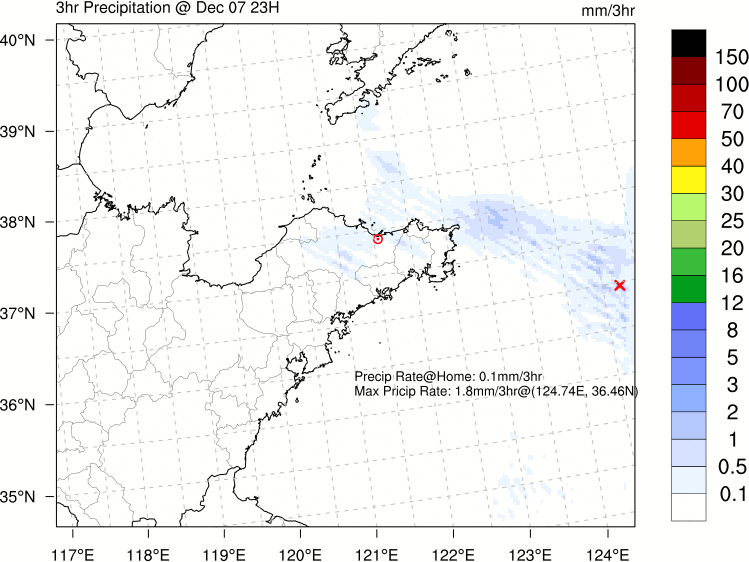 3hr Precipitation @ Dec 07 23H
mm/3hr
40°N
39°N
38°N
37°N
36°N
35°N
Precip Rate@Home: 0.1mm/3hr
Max Pricip Rate: 1.8mm/3hr@(124.74E, 36.46N)
117°E 118°E 119°E 120°E 121°E 122°E 123°E 124°E
150
100
70
50
40
30
25
20
16
12
8
5
3
2
1
0.5
0.1